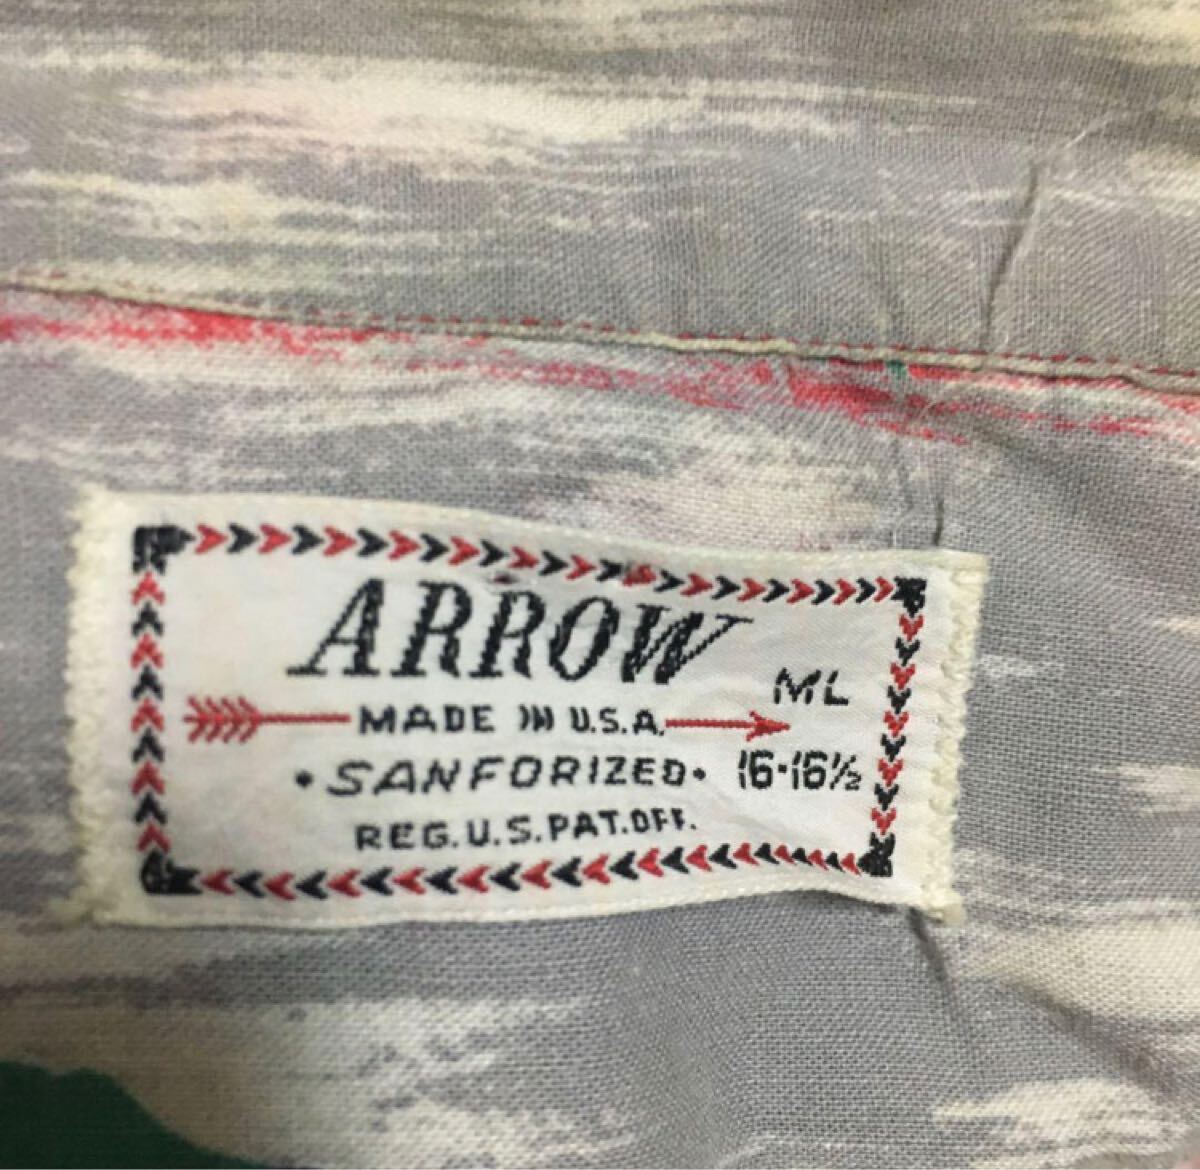 ARROW
MADE IN U.S.A.
ML
• SANFORIZED •
16-16½
REG. U.S. PAT. OFF.